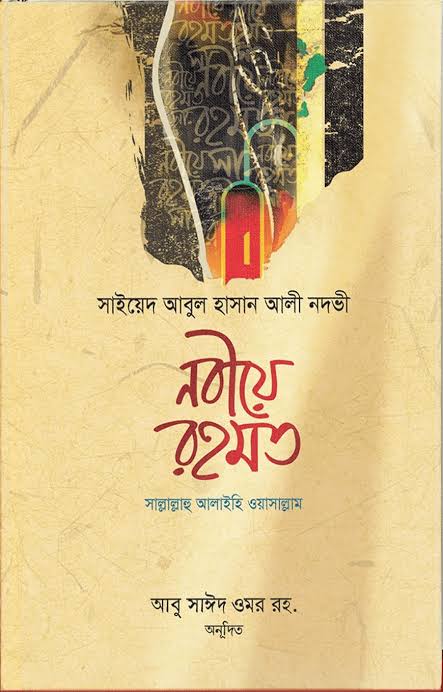 সাইয়েদ আবুল হাসান আলী নদভী
নবীয়ে
রহমত
সাল্লাল্লাহু আলাইহি ওয়াসাল্লাম
আবু সাঈদ ওমর রহ.
অনূদিত